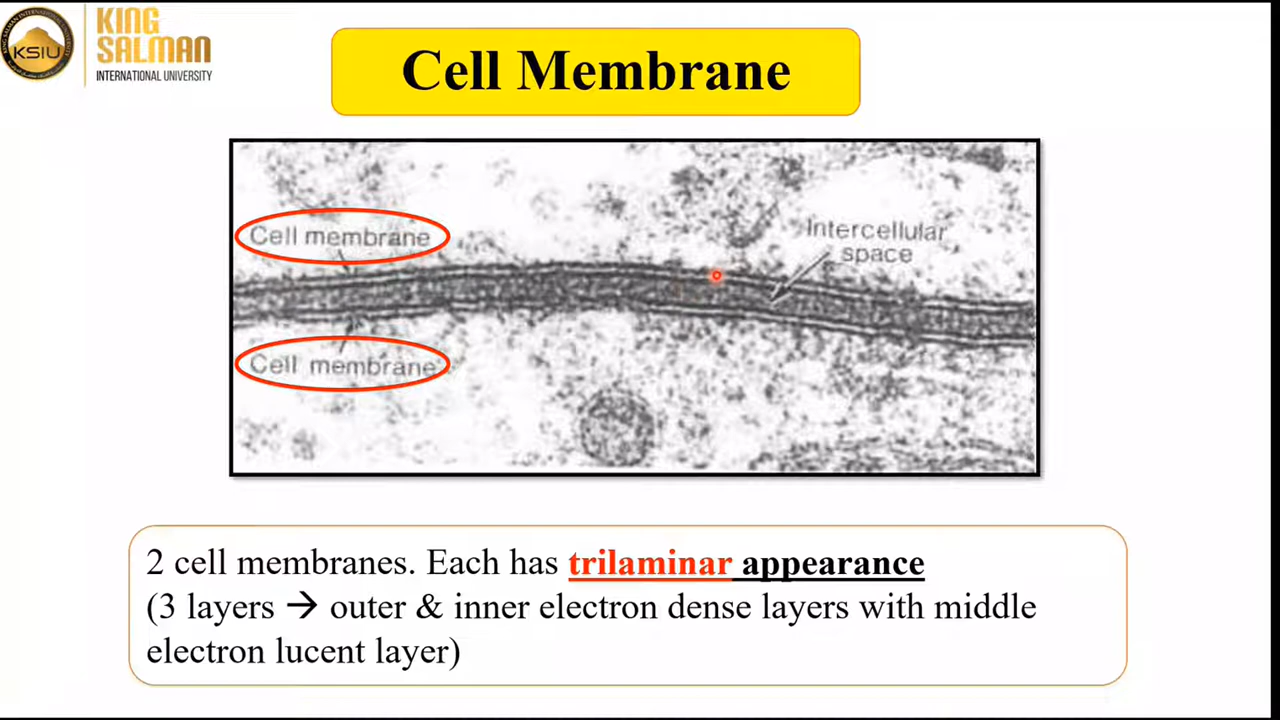 KSIU
KING
SALMAN
INTERNATIONAL UNIVERSITY
Cell Membrane
Cell membrane
Intercellular
space
Cell membrane
2 cell membranes. Each has trilaminar appearance
(3 layers → outer & inner electron dense layers with middle
electron lucent layer)